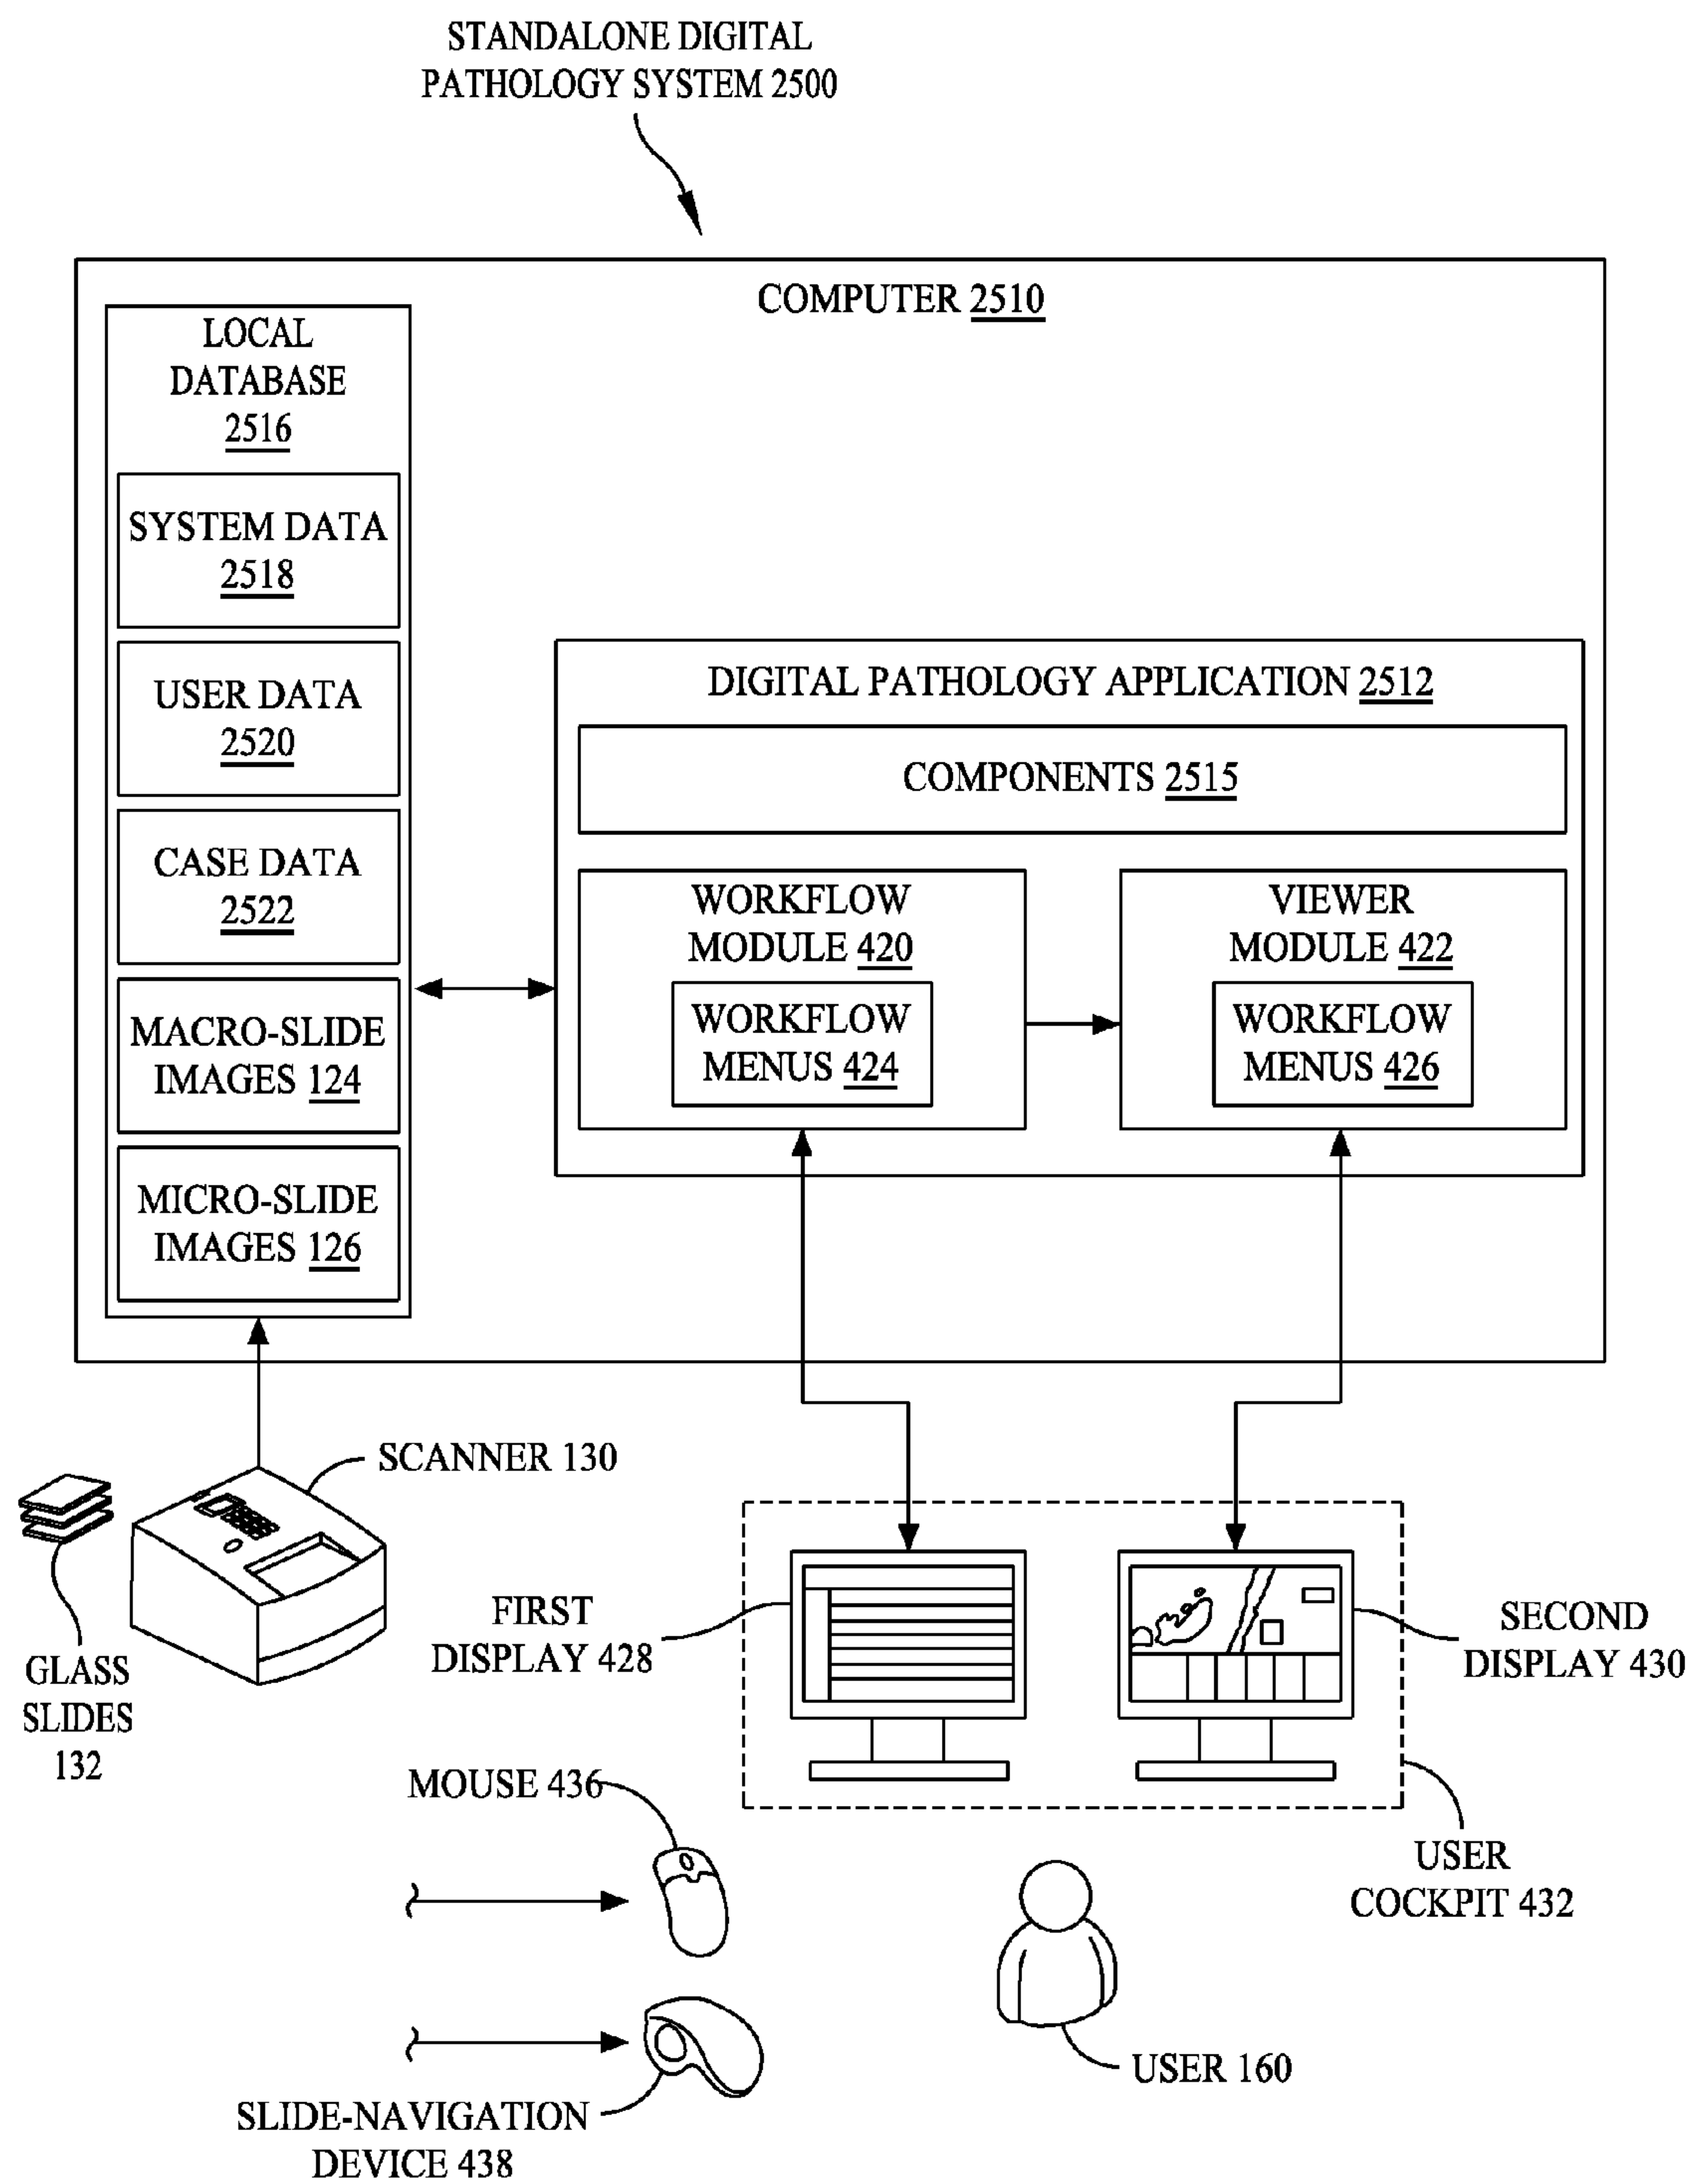 STANDALONE DIGITAL
PATHOLOGY SYSTEM 2500
COMPUTER 2510
LOCAL
DATABASE
2516
SYSTEM DATA
2518
USER DATA
2520
CASE DATA
2522
MACRO-SLIDE
IMAGES 124
MICRO-SLIDE
IMAGES 126
DIGITAL PATHOLOGY APPLICATION 2512
COMPONENTS 2515
WORKFLOW
MODULE 420
WORKFLOW
MENUS 424
VIEWER
MODULE 422
WORKFLOW
MENUS 426
SCANNER 130
GLASS
SLIDES
132
FIRST
DISPLAY 428
SECOND
DISPLAY 430
MOUSE 436
USER
COCKPIT 432
USER 160
SLIDE-NAVIGATION
DEVICE 438